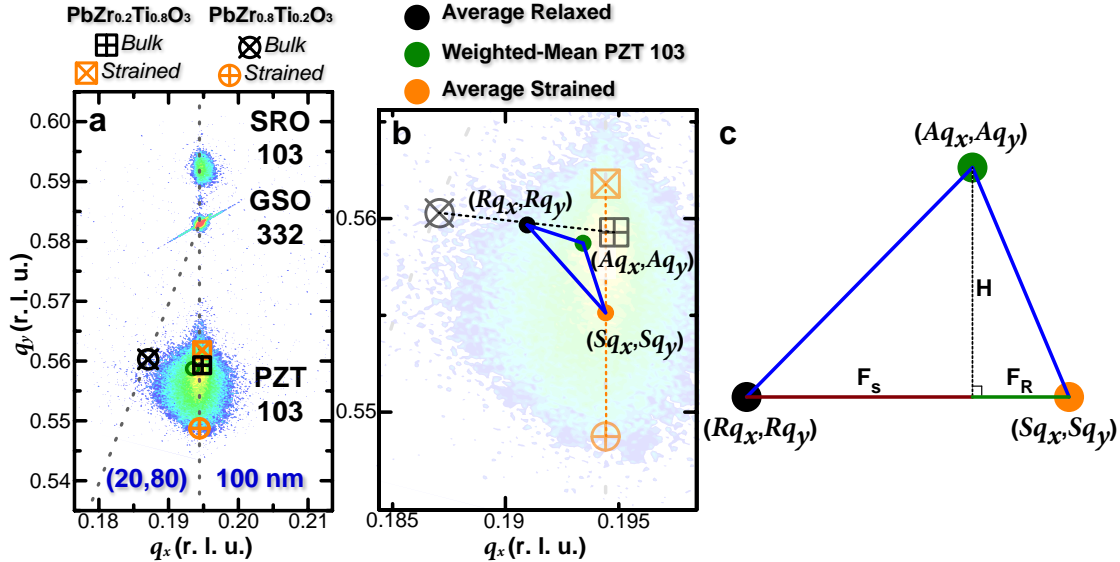 PbZr0.2Ti0.8O3 PbZr0.8Ti0.2O3
Bulk Bulk
Strained Strained
Average Relaxed
Weighted-Mean PZT 103
Average Strained
a
SRO
103
GSO
332
PZT
103
(20,80) 100 nm
0.60
0.59
0.58
0.57
0.56
0.55
0.54
qy (r. l. u.)
0.18 0.19 0.20 0.21
qx (r. l. u.)
b
(Rqx,Rqy)
(Aqx,Aqy)
(Sqx,Sqy)
0.56
0.55
0.185 0.19 0.195
qx (r. l. u.)
c
(Aqx,Aqy)
H
Fs FR
(Rqx,Rqy) (Sqx,Sqy)